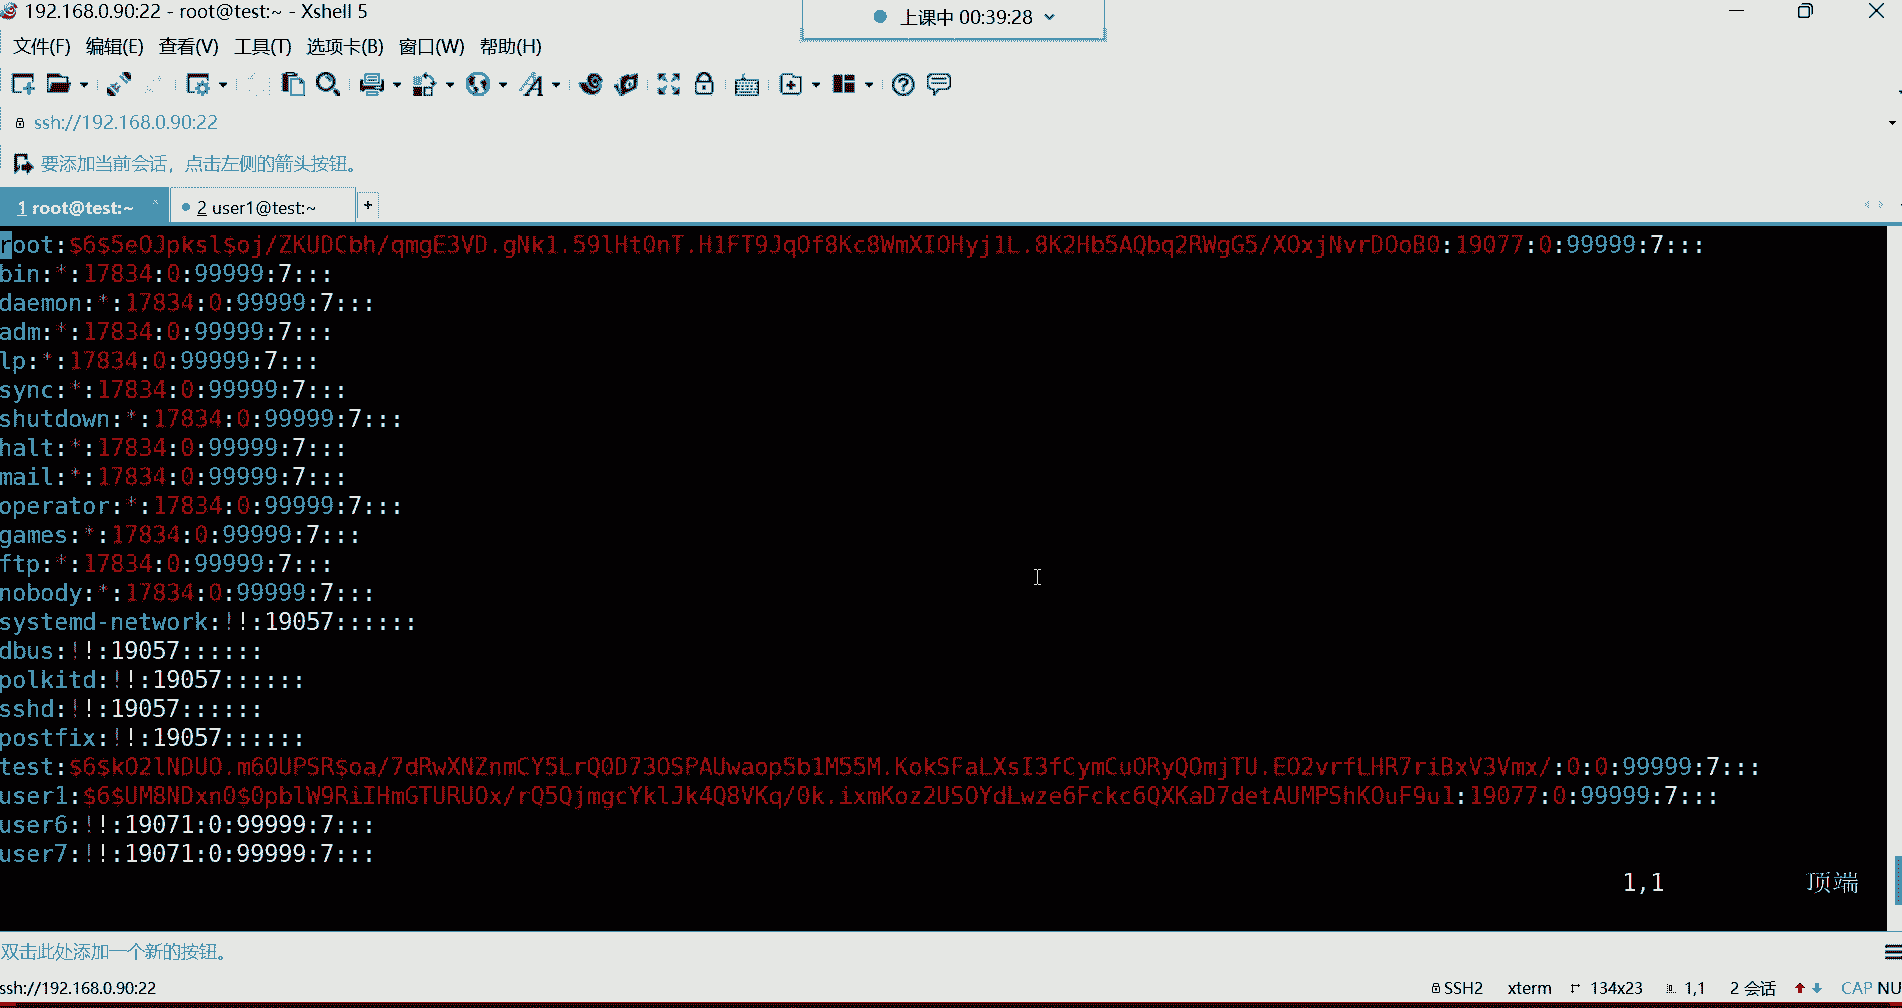 192.168.0.90:22 - root@test:~ - Xshell 5
上课中 00:39:28
文件(F) 编辑(E) 查看(V) 工具(T) 选项卡(B) 窗口(W) 帮助(H)
ssh://192.168.0.90:22
要添加当前会话，点击左侧的箭头按钮。
1 root@test:~ × 2 user1@test:~ +
root:$6$5eOJpksl$oj/ZKUDCbh/qmgE3VD.gNk1.59lHt0nT.H1FT9JqOf8Kc8WmXIOHyj1L.8K2Hb5AQbq2RWgG5/XOxjNvrDOoB0:19077:0:99999:7:::
bin:*:17834:0:99999:7:::
daemon:*:17834:0:99999:7:::
adm:*:17834:0:99999:7:::
lp:*:17834:0:99999:7:::
sync:*:17834:0:99999:7:::
shutdown:*:17834:0:99999:7:::
halt:*:17834:0:99999:7:::
mail:*:17834:0:99999:7:::
operator:*:17834:0:99999:7:::
games:*:17834:0:99999:7:::
ftp:*:17834:0:99999:7:::
nobody:*:17834:0:99999:7:::
systemd-network:!!:19057::::::
dbus:!!:19057::::::
polkitd:!!:19057::::::
sshd:!!:19057::::::
postfix:!!:19057::::::
test:$6$kO2lNDUO.m60UPSR$oa/7dRwXNZnmCY5LrQ0D73OSPAUwaop5b1M55M.KokSFaLXsI3fCymCuORyQOmjTU.EO2vrfLHR7riBxV3Vmx/:0:0:99999:7:::
user1:$6$UM8NDxn0$0pblW9RiIHmGTURUOx/rQ5QjmgcYklJk4Q8VKq/0k.ixmKoz2USOYdLwze6Fckc6QXKaD7detAUMPShKOuF9u1:19077:0:99999:7:::
user6:!!:19071:0:99999:7:::
user7:!!:19071:0:99999:7:::
1,1 顶端
双击此处添加一个新的按钮。
ssh://192.168.0.90:22 SSH2 xterm 134x23 1,1 2 会话 CAP NU